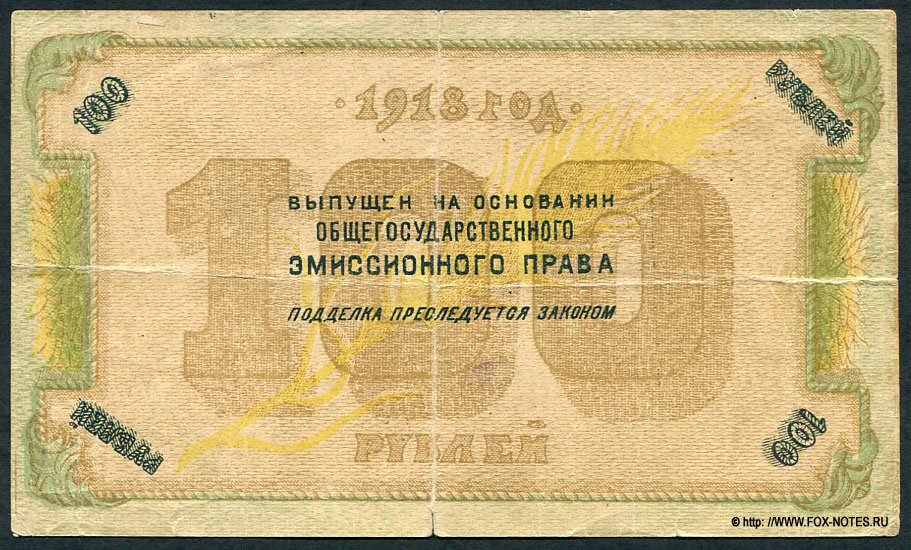 · 1918 ГОД ·
100
РУБЛЕЙ
100
ВЫПУЩЕН НА ОСНОВАНИИ
ОБЩЕГОСУДАРСТВЕННОГО
ЭМИССИОННОГО ПРАВА
ПОДДЕЛКА ПРЕСЛЕДУЕТСЯ ЗАКОНОМ
РУБЛЕЙ
100
РУБЛЕЙ
© http: //WWW.FOX-NOTES.RU